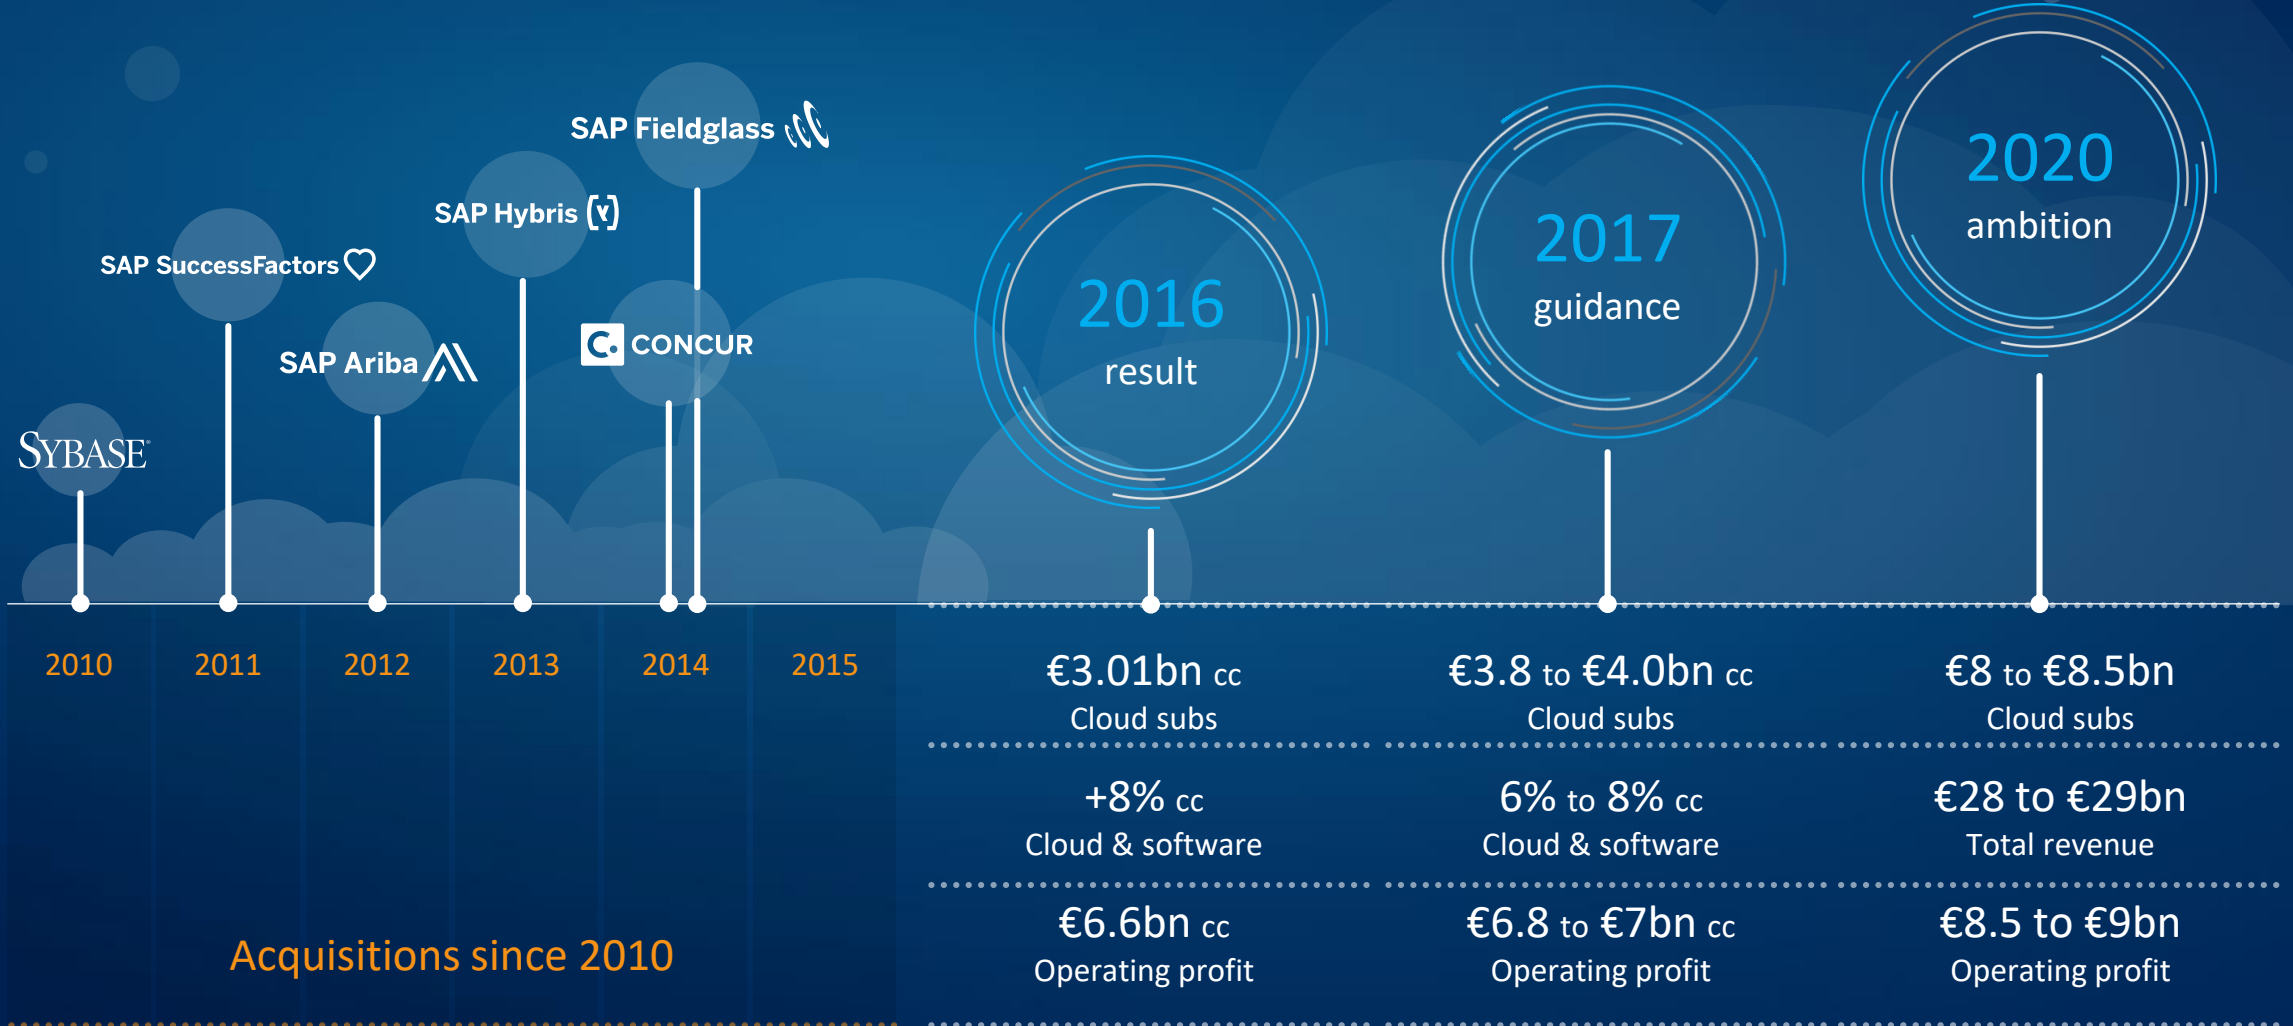 SYBASE
SAP SuccessFactors
SAP Ariba
SAP Hybris (Y)
SAP Fieldglass
C. CONCUR
2010
2011
2012
2013
2014
2015
Acquisitions since 2010
2016
result
€3.01bn cc
Cloud subs
+8% cc
Cloud & software
€6.6bn cc
Operating profit
2017
guidance
€3.8 to €4.0bn cc
Cloud subs
6% to 8% cc
Cloud & software
€6.8 to €7bn cc
Operating profit
2020
ambition
€8 to €8.5bn
Cloud subs
€28 to €29bn
Total revenue
€8.5 to €9bn
Operating profit